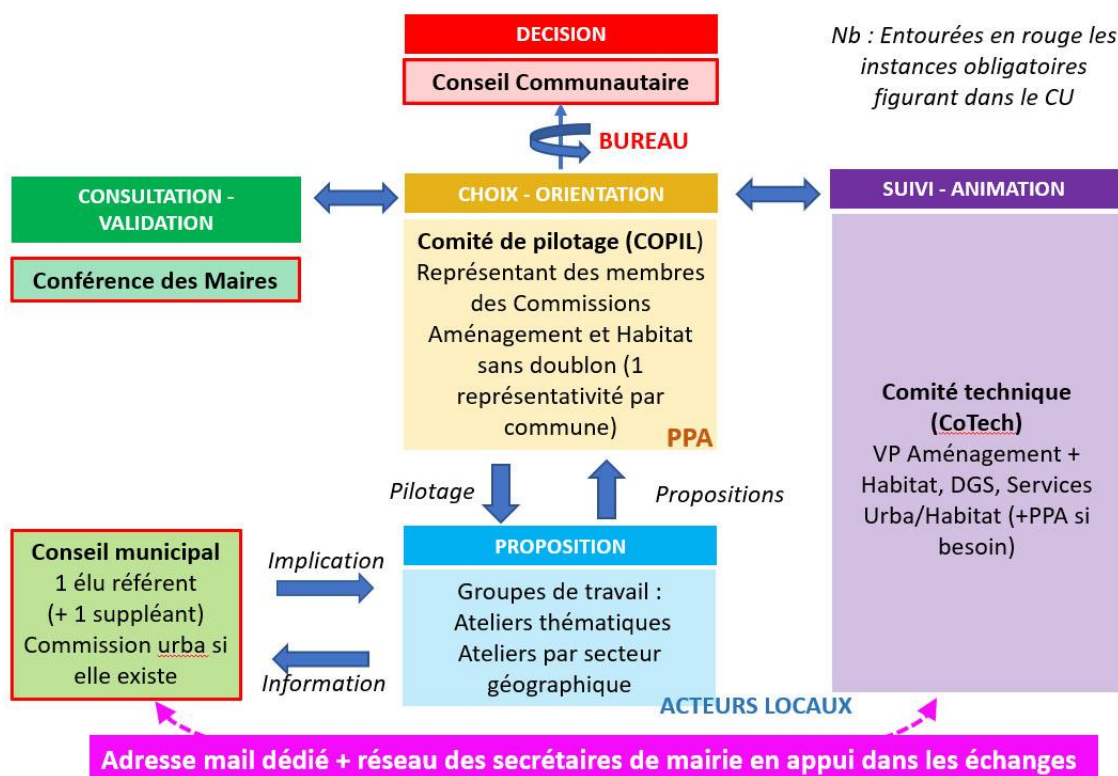 DECISION
Conseil Communautaire
Nb : Entourées en rouge les
instances obligatoires
figurant dans le CU
BUREAU
CONSULTATION -
VALIDATION
Conférence des Maires
CHOIX - ORIENTATION
Comité de pilotage (COPIL)
Représentant des membres
des Commissions
Aménagement et Habitat
sans doublon (1
représentativité par
commune)
PPA
SUIVI - ANIMATION
Comité technique
(CoTech)
VP Aménagement +
Habitat, DGS, Services
Urba/Habitat (+PPA si
besoin)
Pilotage
Propositions
Conseil municipal
1 élu référent
(+ 1 suppléant)
Commission urba si
elle existe
Implication
Information
PROPOSITION
Groupes de travail :
Ateliers thématiques
Ateliers par secteur
géographique
ACTEURS LOCAUX
Adresse mail dédié + réseau des secrétaires de mairie en appui dans les échanges